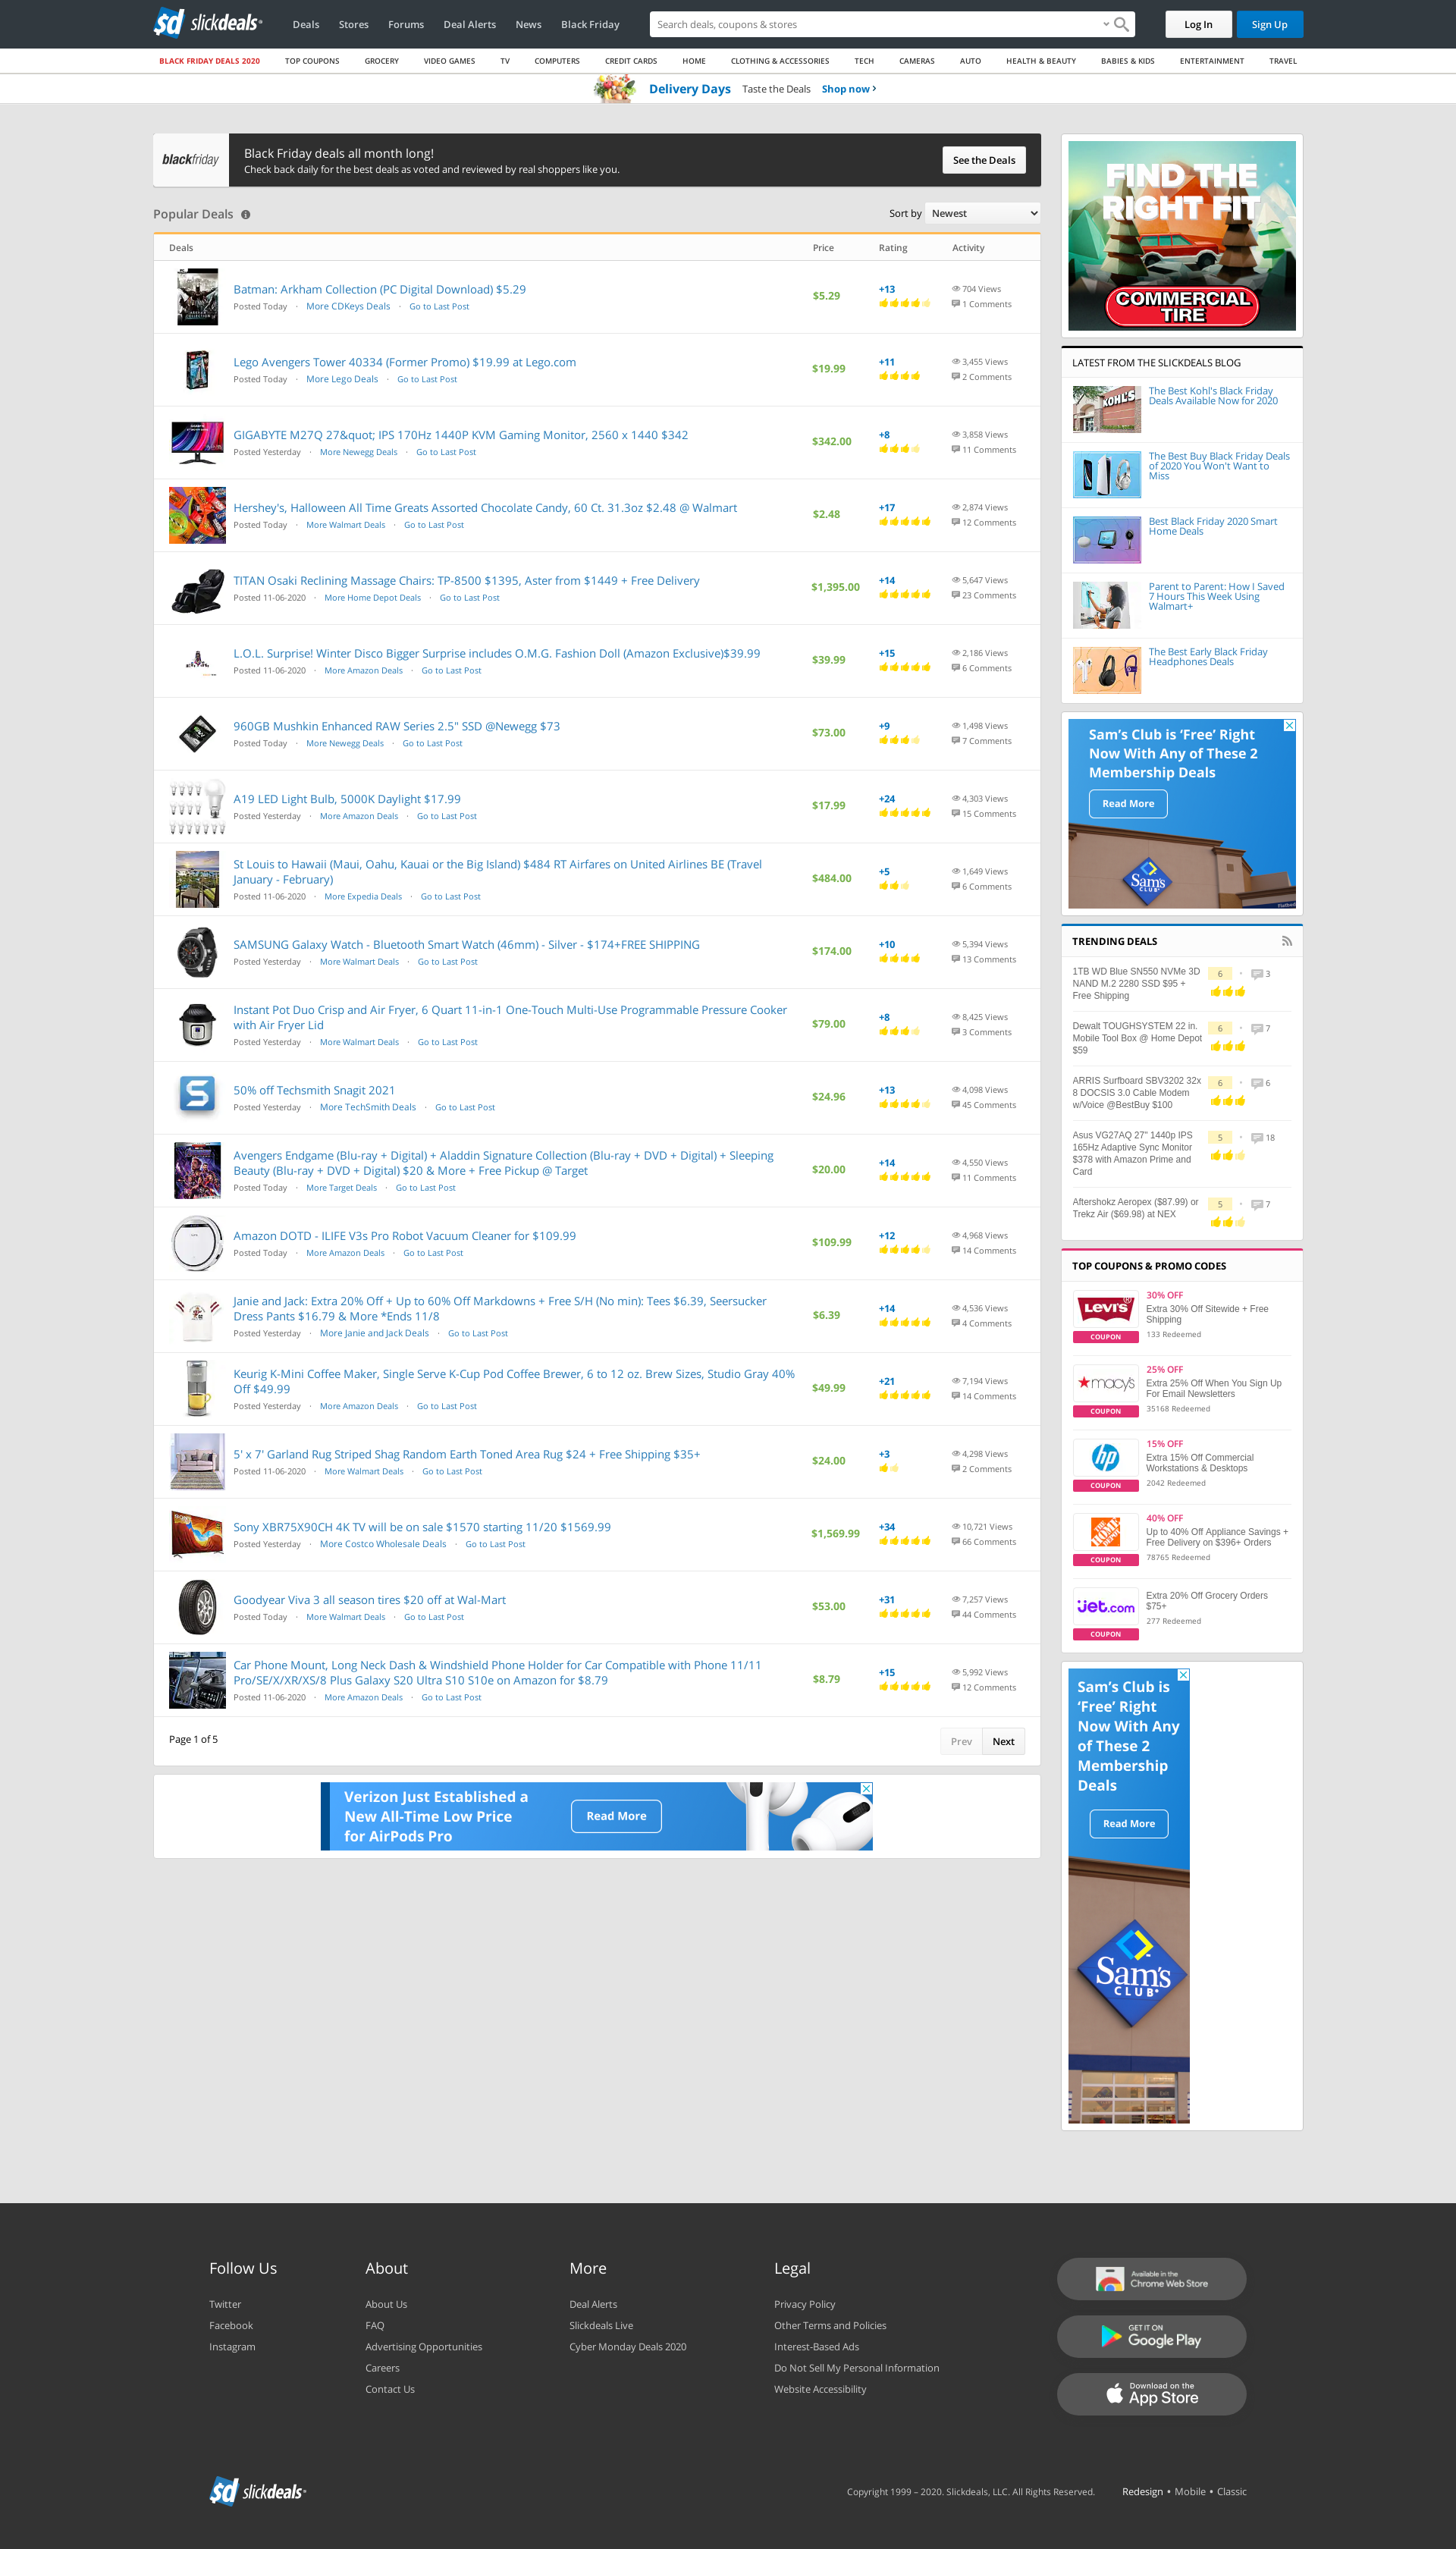 sd slickdeals
Deals Stores Forums Deal Alerts News Black Friday
Search deals, coupons & stores
Log In Sign Up
BLACK FRIDAY DEALS 2020 TOP COUPONS GROCERY VIDEO GAMES TV COMPUTERS CREDIT CARDS HOME CLOTHING & ACCESSORIES TECH CAMERAS AUTO HEALTH & BEAUTY BABIES & KIDS ENTERTAINMENT TRAVEL
Delivery Days Taste the Deals Shop now ›
blackfriday
Black Friday deals all month long!
Check back daily for the best deals as voted and reviewed by real shoppers like you.
See the Deals
Popular Deals
Sort by Newest
Deals Price Rating Activity
Batman: Arkham Collection (PC Digital Download) $5.29
Posted Today · More CDKeys Deals · Go to Last Post
$5.29 +13 704 Views
1 Comments
Lego Avengers Tower 40334 (Former Promo) $19.99 at Lego.com
Posted Today · More Lego Deals · Go to Last Post
$19.99 +11 3,455 Views
2 Comments
GIGABYTE M27Q 27&quot; IPS 170Hz 1440P KVM Gaming Monitor, 2560 x 1440 $342
Posted Yesterday · More Newegg Deals · Go to Last Post
$342.00 +8 3,858 Views
11 Comments
Hershey's, Halloween All Time Greats Assorted Chocolate Candy, 60 Ct. 31.3oz $2.48 @ Walmart
Posted Today · More Walmart Deals · Go to Last Post
$2.48 +17 2,874 Views
12 Comments
TITAN Osaki Reclining Massage Chairs: TP-8500 $1395, Aster from $1449 + Free Delivery
Posted 11-06-2020 · More Home Depot Deals · Go to Last Post
$1,395.00 +14 5,647 Views
23 Comments
L.O.L. Surprise! Winter Disco Bigger Surprise includes O.M.G. Fashion Doll (Amazon Exclusive)$39.99
Posted 11-06-2020 · More Amazon Deals · Go to Last Post
$39.99 +15 2,186 Views
6 Comments
960GB Mushkin Enhanced RAW Series 2.5" SSD @Newegg $73
Posted Today · More Newegg Deals · Go to Last Post
$73.00 +9 1,498 Views
7 Comments
A19 LED Light Bulb, 5000K Daylight $17.99
Posted Yesterday · More Amazon Deals · Go to Last Post
$17.99 +24 4,303 Views
15 Comments
St Louis to Hawaii (Maui, Oahu, Kauai or the Big Island) $484 RT Airfares on United Airlines BE (Travel
January - February)
Posted 11-06-2020 · More Expedia Deals · Go to Last Post
$484.00 +5 1,649 Views
6 Comments
SAMSUNG Galaxy Watch - Bluetooth Smart Watch (46mm) - Silver - $174+FREE SHIPPING
Posted Yesterday · More Walmart Deals · Go to Last Post
$174.00 +10 5,394 Views
13 Comments
Instant Pot Duo Crisp and Air Fryer, 6 Quart 11-in-1 One-Touch Multi-Use Programmable Pressure Cooker
with Air Fryer Lid
Posted Yesterday · More Walmart Deals · Go to Last Post
$79.00 +8 8,425 Views
3 Comments
50% off Techsmith Snagit 2021
Posted Yesterday · More TechSmith Deals · Go to Last Post
$24.96 +13 4,098 Views
45 Comments
Avengers Endgame (Blu-ray + Digital) + Aladdin Signature Collection (Blu-ray + DVD + Digital) + Sleeping
Beauty (Blu-ray + DVD + Digital) $20 & More + Free Pickup @ Target
Posted Today · More Target Deals · Go to Last Post
$20.00 +14 4,550 Views
11 Comments
Amazon DOTD - ILIFE V3s Pro Robot Vacuum Cleaner for $109.99
Posted Today · More Amazon Deals · Go to Last Post
$109.99 +12 4,968 Views
14 Comments
Janie and Jack: Extra 20% Off + Up to 60% Off Markdowns + Free S/H (No min): Tees $6.39, Seersucker
Dress Pants $16.79 & More *Ends 11/8
Posted Yesterday · More Janie and Jack Deals · Go to Last Post
$6.39 +14 4,536 Views
4 Comments
Keurig K-Mini Coffee Maker, Single Serve K-Cup Pod Coffee Brewer, 6 to 12 oz. Brew Sizes, Studio Gray 40%
Off $49.99
Posted Yesterday · More Amazon Deals · Go to Last Post
$49.99 +21 7,194 Views
14 Comments
5' x 7' Garland Rug Striped Shag Random Earth Toned Area Rug $24 + Free Shipping $35+
Posted 11-06-2020 · More Walmart Deals · Go to Last Post
$24.00 +3 4,298 Views
2 Comments
Sony XBR75X90CH 4K TV will be on sale $1570 starting 11/20 $1569.99
Posted Yesterday · More Costco Wholesale Deals · Go to Last Post
$1,569.99 +34 10,721 Views
66 Comments
Goodyear Viva 3 all season tires $20 off at Wal-Mart
Posted Today · More Walmart Deals · Go to Last Post
$53.00 +31 7,257 Views
44 Comments
Car Phone Mount, Long Neck Dash & Windshield Phone Holder for Car Compatible with Phone 11/11
Pro/SE/X/XR/XS/8 Plus Galaxy S20 Ultra S10 S10e on Amazon for $8.79
Posted 11-06-2020 · More Amazon Deals · Go to Last Post
$8.79 +15 5,992 Views
12 Comments
Page 1 of 5
Prev Next
Verizon Just Established a
New All-Time Low Price
for AirPods Pro
Read More
FIND THE
RIGHT FIT
COMMERCIAL
TIRE
LATEST FROM THE SLICKDEALS BLOG
KOHL'S
The Best Kohl's Black Friday
Deals Available Now for 2020
The Best Buy Black Friday Deals
of 2020 You Won't Want to
Miss
Best Black Friday 2020 Smart
Home Deals
Parent to Parent: How I Saved
7 Hours This Week Using
Walmart+
The Best Early Black Friday
Headphones Deals
Sam's Club is 'Free' Right
Now With Any of These 2
Membership Deals
Read More
Sam's
CLUB
TRENDING DEALS
1TB WD Blue SN550 NVMe 3D
NAND M.2 2280 SSD $95 +
Free Shipping
6 • 3
Dewalt TOUGHSYSTEM 22 in.
Mobile Tool Box @ Home Depot
$59
6 • 7
ARRIS Surfboard SBV3202 32x
8 DOCSIS 3.0 Cable Modem
w/Voice @BestBuy $100
6 • 6
Asus VG27AQ 27" 1440p IPS
165Hz Adaptive Sync Monitor
$378 with Amazon Prime and
Card
5 • 18
Aftershokz Aeropex ($87.99) or
Trekz Air ($69.98) at NEX
5 • 7
TOP COUPONS & PROMO CODES
LEVI'S
COUPON
30% OFF
Extra 30% Off Sitewide + Free
Shipping
133 Redeemed
macy's
COUPON
25% OFF
Extra 25% Off When You Sign Up
For Email Newsletters
35168 Redeemed
hp
COUPON
15% OFF
Extra 15% Off Commercial
Workstations & Desktops
2042 Redeemed
THE HOME DEPOT
COUPON
40% OFF
Up to 40% Off Appliance Savings +
Free Delivery on $396+ Orders
78765 Redeemed
jet.com
COUPON
Extra 20% Off Grocery Orders
$75+
277 Redeemed
Sam's Club is
'Free' Right
Now With Any
of These 2
Membership
Deals
Read More
Sam's
CLUB
Follow Us
Twitter
Facebook
Instagram
About
About Us
FAQ
Advertising Opportunities
Careers
Contact Us
More
Deal Alerts
Slickdeals Live
Cyber Monday Deals 2020
Legal
Privacy Policy
Other Terms and Policies
Interest-Based Ads
Do Not Sell My Personal Information
Website Accessibility
Available in the
Chrome Web Store
GET IT ON
Google Play
Download on the
App Store
sd slickdeals
Copyright 1999 – 2020. Slickdeals, LLC. All Rights Reserved.
Redesign • Mobile • Classic